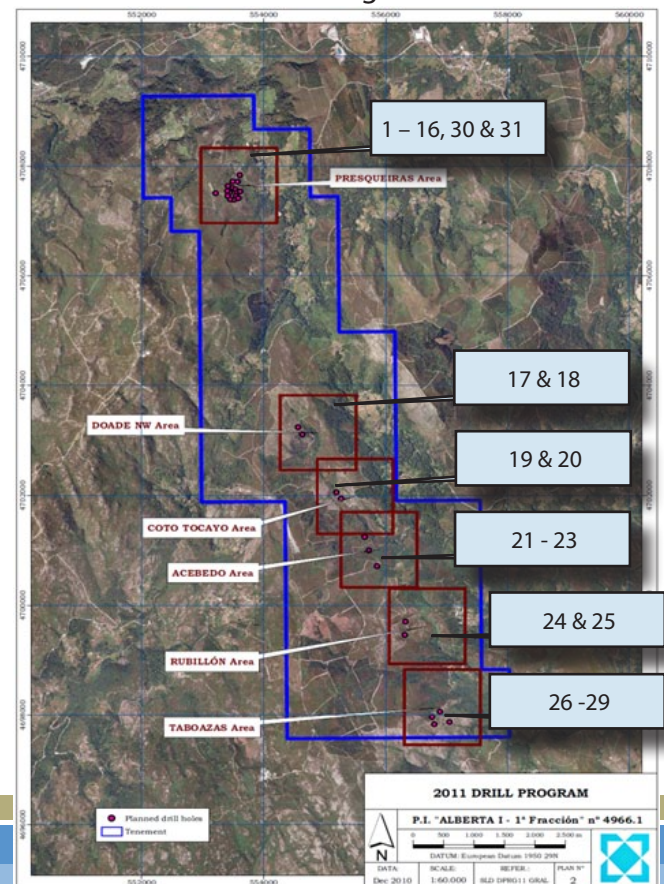 552000 554000 556000 558000 560000
4710000
1 – 16, 30 & 31
4708000 4708000
PRESQUEIRAS Area
4706000 4706000
17 & 18
4704000 4704000
DOADE NW Area
19 & 20
4702000 4702000
COTO TOCAYO Area
21 - 23
ACEBEDO Area
4700000
24 & 25
RUBILLÓN Area
26 -29
4698000
TABOAZAS Area
2011 DRILL PROGRAM
P.I. "ALBERTA I - 1ª Fracción" nº 4966.1
Planned drill holes
Tenement
N
0 500 1.000 1.500 2.000 2.500 m
DATUM: European Datum 1950 29N
4696000
DATA: SCALE: REFER.: PLAN Nº
Dec 2010 1:60.000 SLD DPRG11 GRAL 2
552000 554000